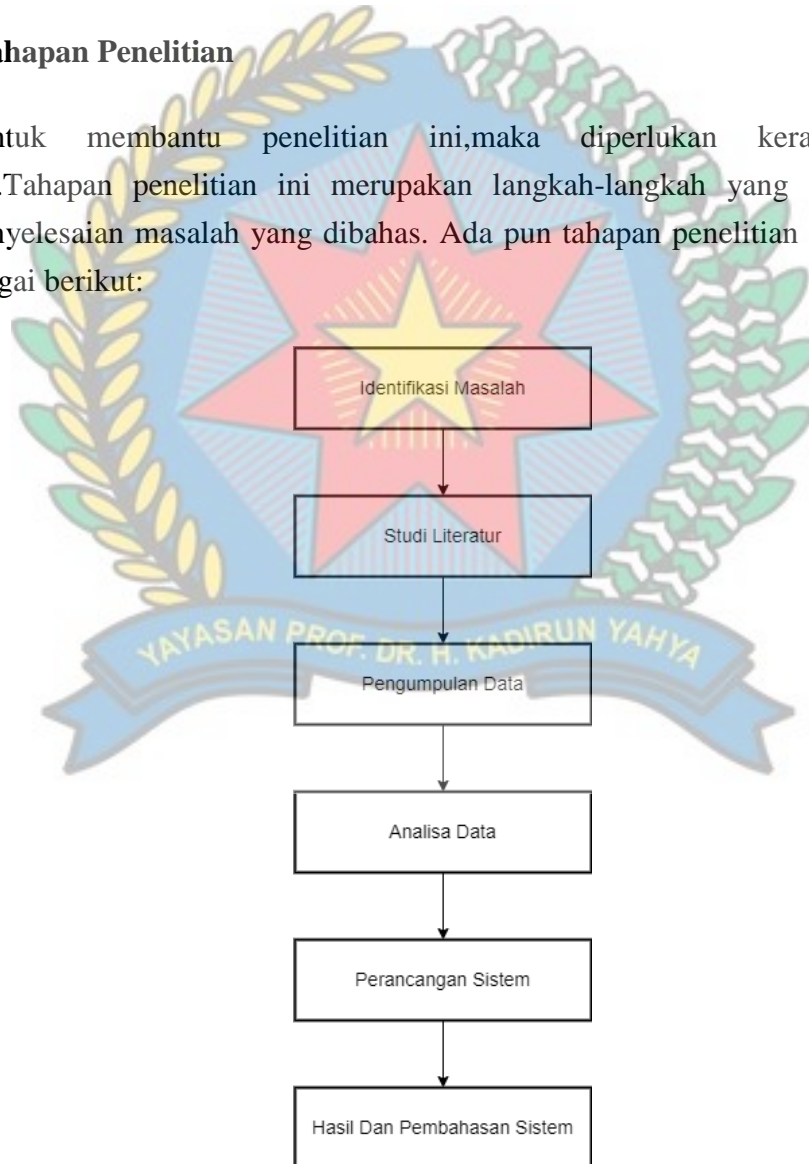 ahapan Penelitian
ntuk membantu penelitian ini,maka diperlukan kera
.Tahapan penelitian ini merupakan langkah-langkah yang
nyelesaian masalah yang dibahas. Ada pun tahapan penelitian
gai berikut:
Identifikasi Masalah
Studi Literatur
YAYASAN PROF. DR. H. KADIRUN YAHYA
Pengumpulan Data
Analisa Data
Perancangan Sistem
Hasil Dan Pembahasan Sistem